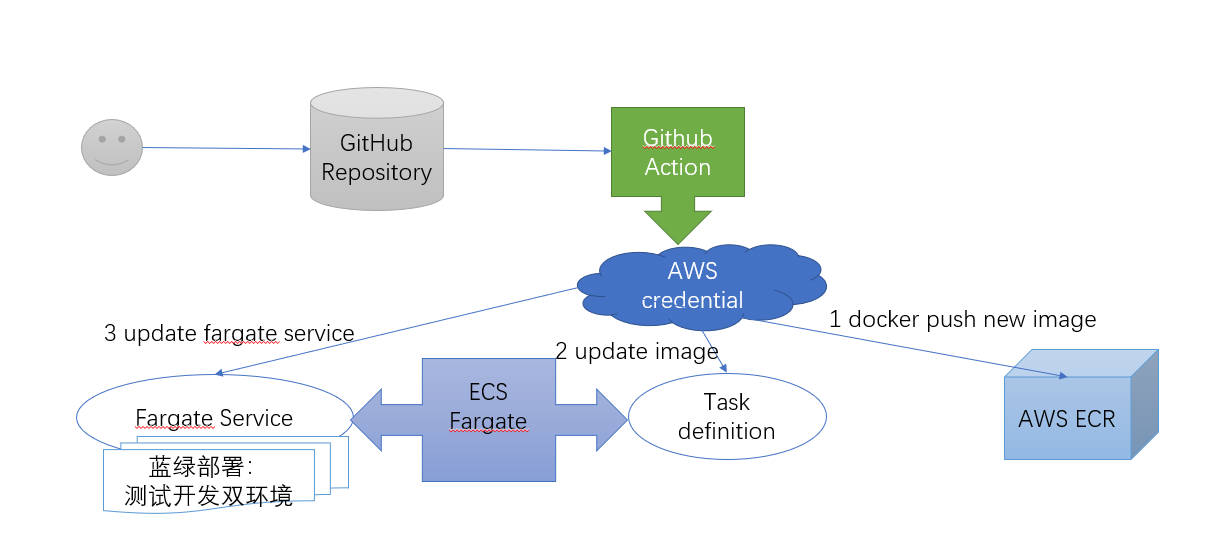 GitHub
Repository
Github
Action
AWS
credential
3 update fargate service
1 docker push new image
2 update image
Fargate Service
ECS
Fargate
Task
definition
AWS ECR
蓝绿部署：
测试开发双环境